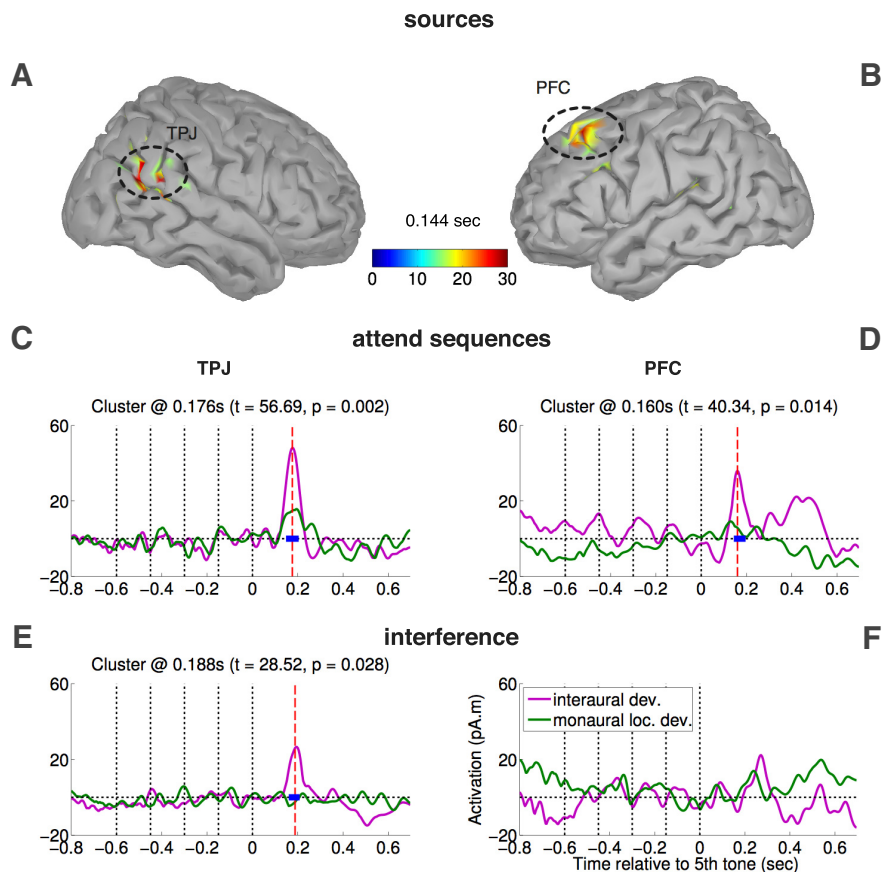 sources
A
B
PFC
TPJ
0.144 sec
0 10 20 30
C
attend sequences
D
TPJ
PFC
Cluster @ 0.176s (t = 56.69, p = 0.002)
60
20
−20
−0.8 −0.6 −0.4 −0.2 0 0.2 0.4 0.6
Cluster @ 0.160s (t = 40.34, p = 0.014)
60
20
−20
−0.8 −0.6 −0.4 −0.2 0 0.2 0.4 0.6
E
interference
F
Cluster @ 0.188s (t = 28.52, p = 0.028)
60
20
−20
−0.8 −0.6 −0.4 −0.2 0 0.2 0.4 0.6
60
20
−20
Activation (pA.m)
interaural dev.
monaural loc. dev.
−0.8 −0.6 −0.4 −0.2 0 0.2 0.4 0.6
Time relative to 5th tone (sec)